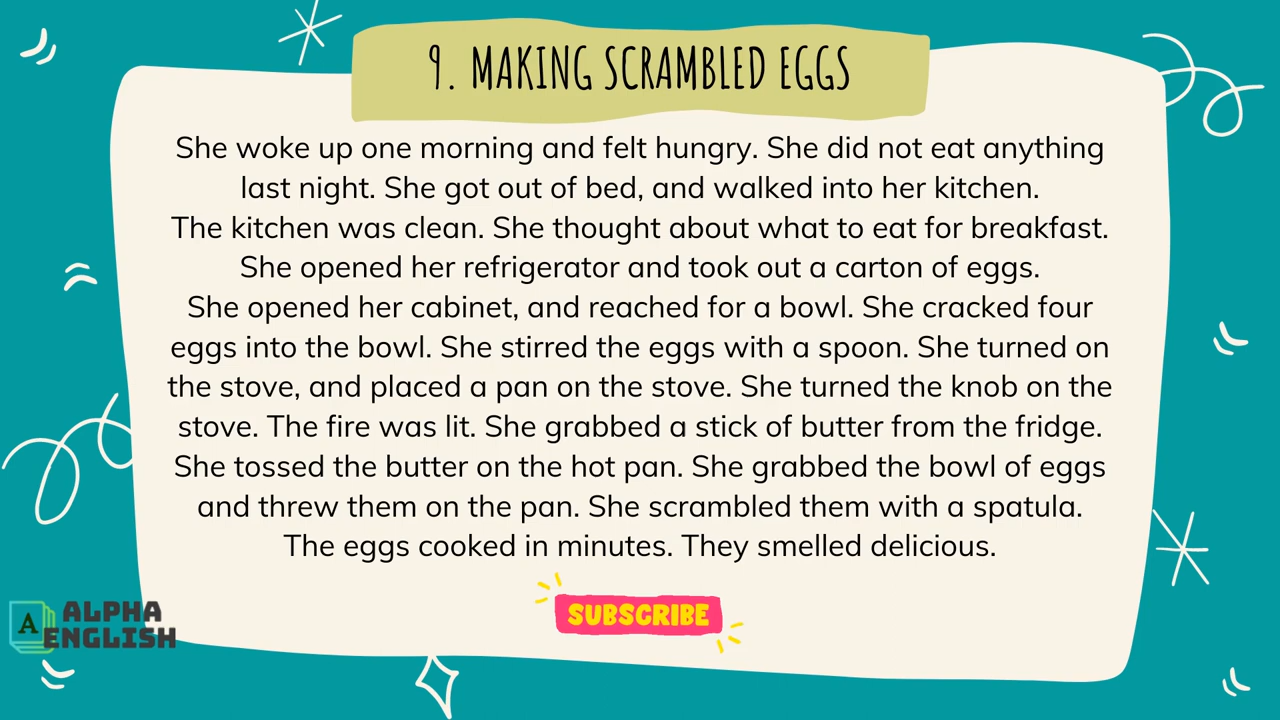 9. MAKING SCRAMBLED EGGS
She woke up one morning and felt hungry. She did not eat anything
last night. She got out of bed, and walked into her kitchen.
The kitchen was clean. She thought about what to eat for breakfast.
She opened her refrigerator and took out a carton of eggs.
She opened her cabinet, and reached for a bowl. She cracked four
eggs into the bowl. She stirred the eggs with a spoon. She turned on
the stove, and placed a pan on the stove. She turned the knob on the
stove. The fire was lit. She grabbed a stick of butter from the fridge.
She tossed the butter on the hot pan. She grabbed the bowl of eggs
and threw them on the pan. She scrambled them with a spatula.
The eggs cooked in minutes. They smelled delicious.
SUBSCRIBE
A
ALPHA
ENGLISH